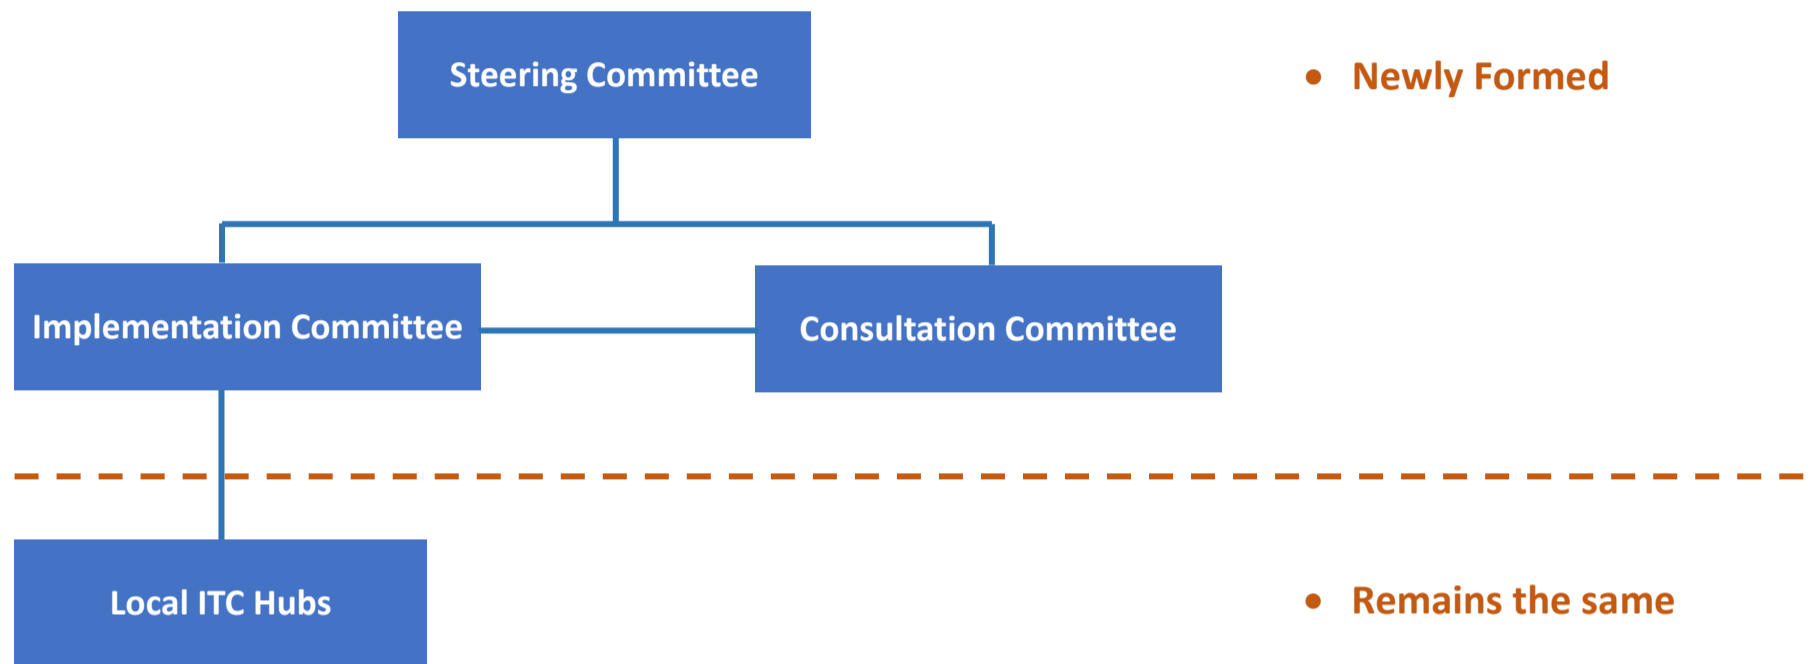 Steering Committee
• Newly Formed
Implementation Committee
Consultation Committee
Local ITC Hubs
• Remains the same